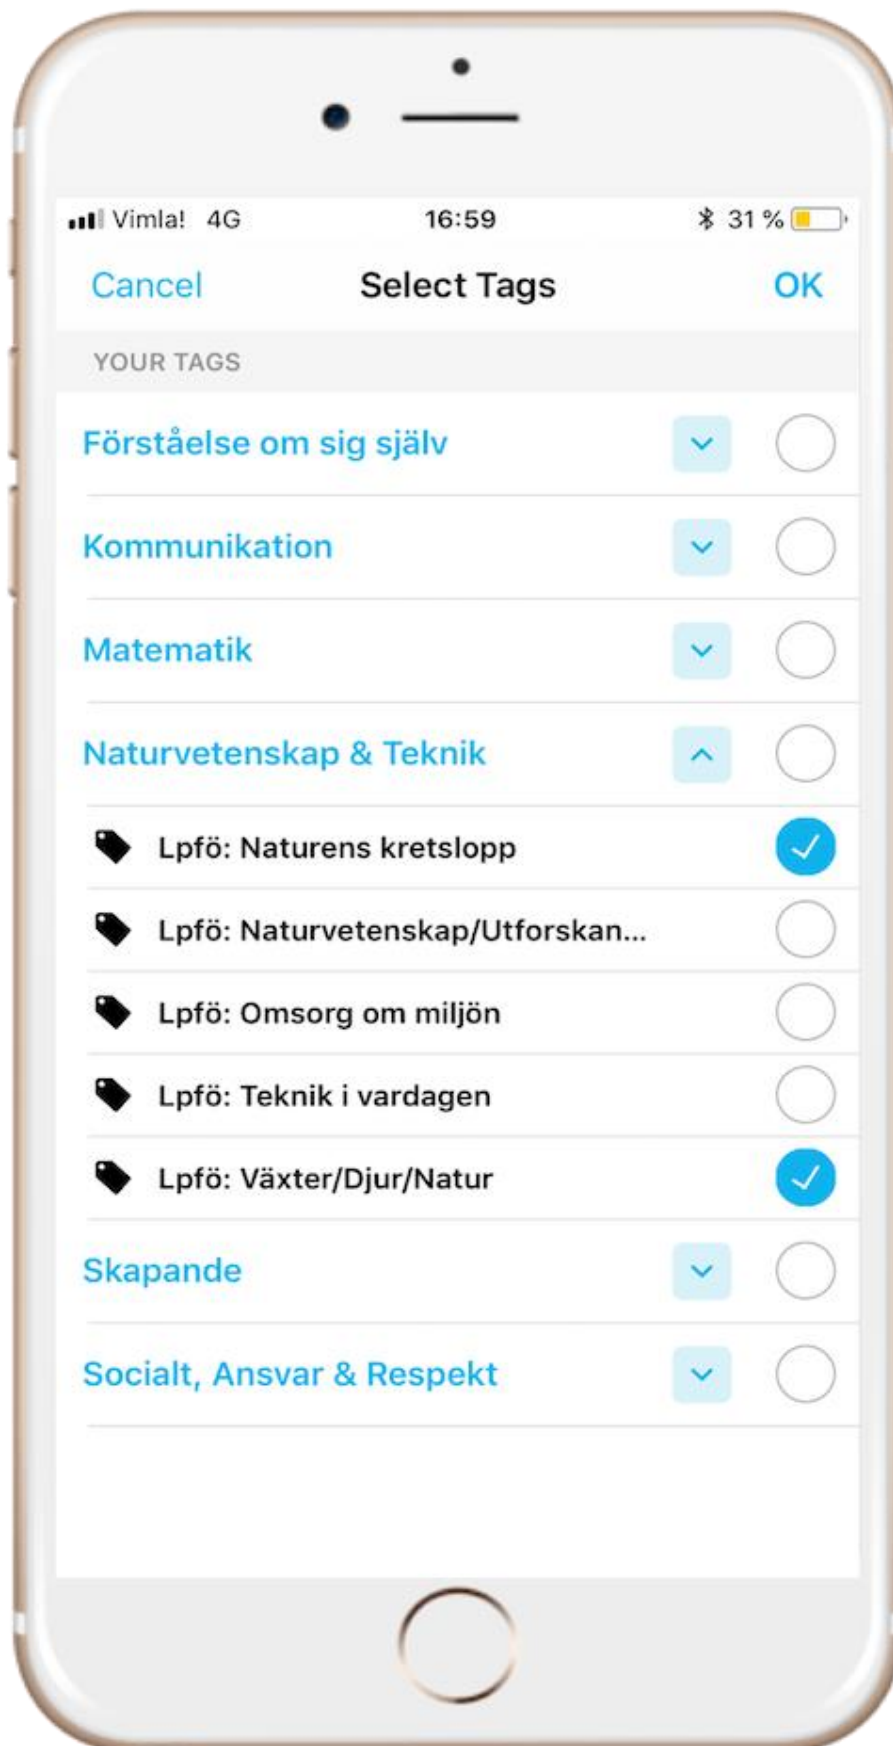 Vimla! 4G 16:59 31 %
Cancel Select Tags OK
YOUR TAGS
Förståelse om sig själv
Kommunikation
Matematik
Naturvetenskap & Teknik
Lpfö: Naturens kretslopp
Lpfö: Naturvetenskap/Utforskan...
Lpfö: Omsorg om miljön
Lpfö: Teknik i vardagen
Lpfö: Växter/Djur/Natur
Skapande
Socialt, Ansvar & Respekt